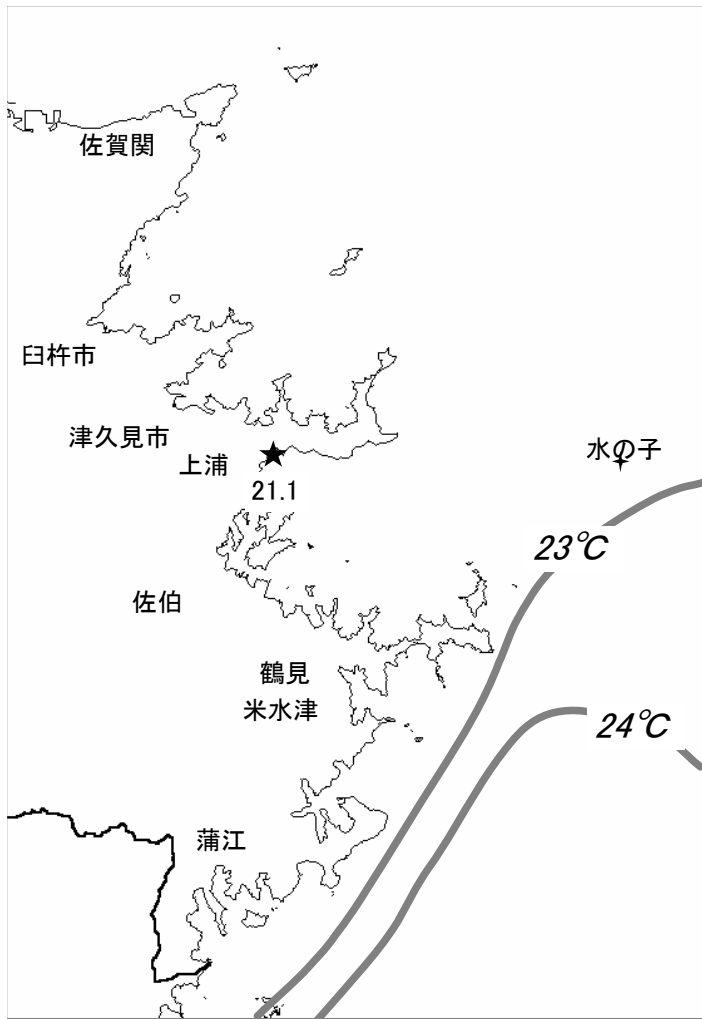 佐賀関
臼杵市
津久見市
上浦
水の子
21.1
23℃
佐伯
鶴見
米水津
24℃
蒲江